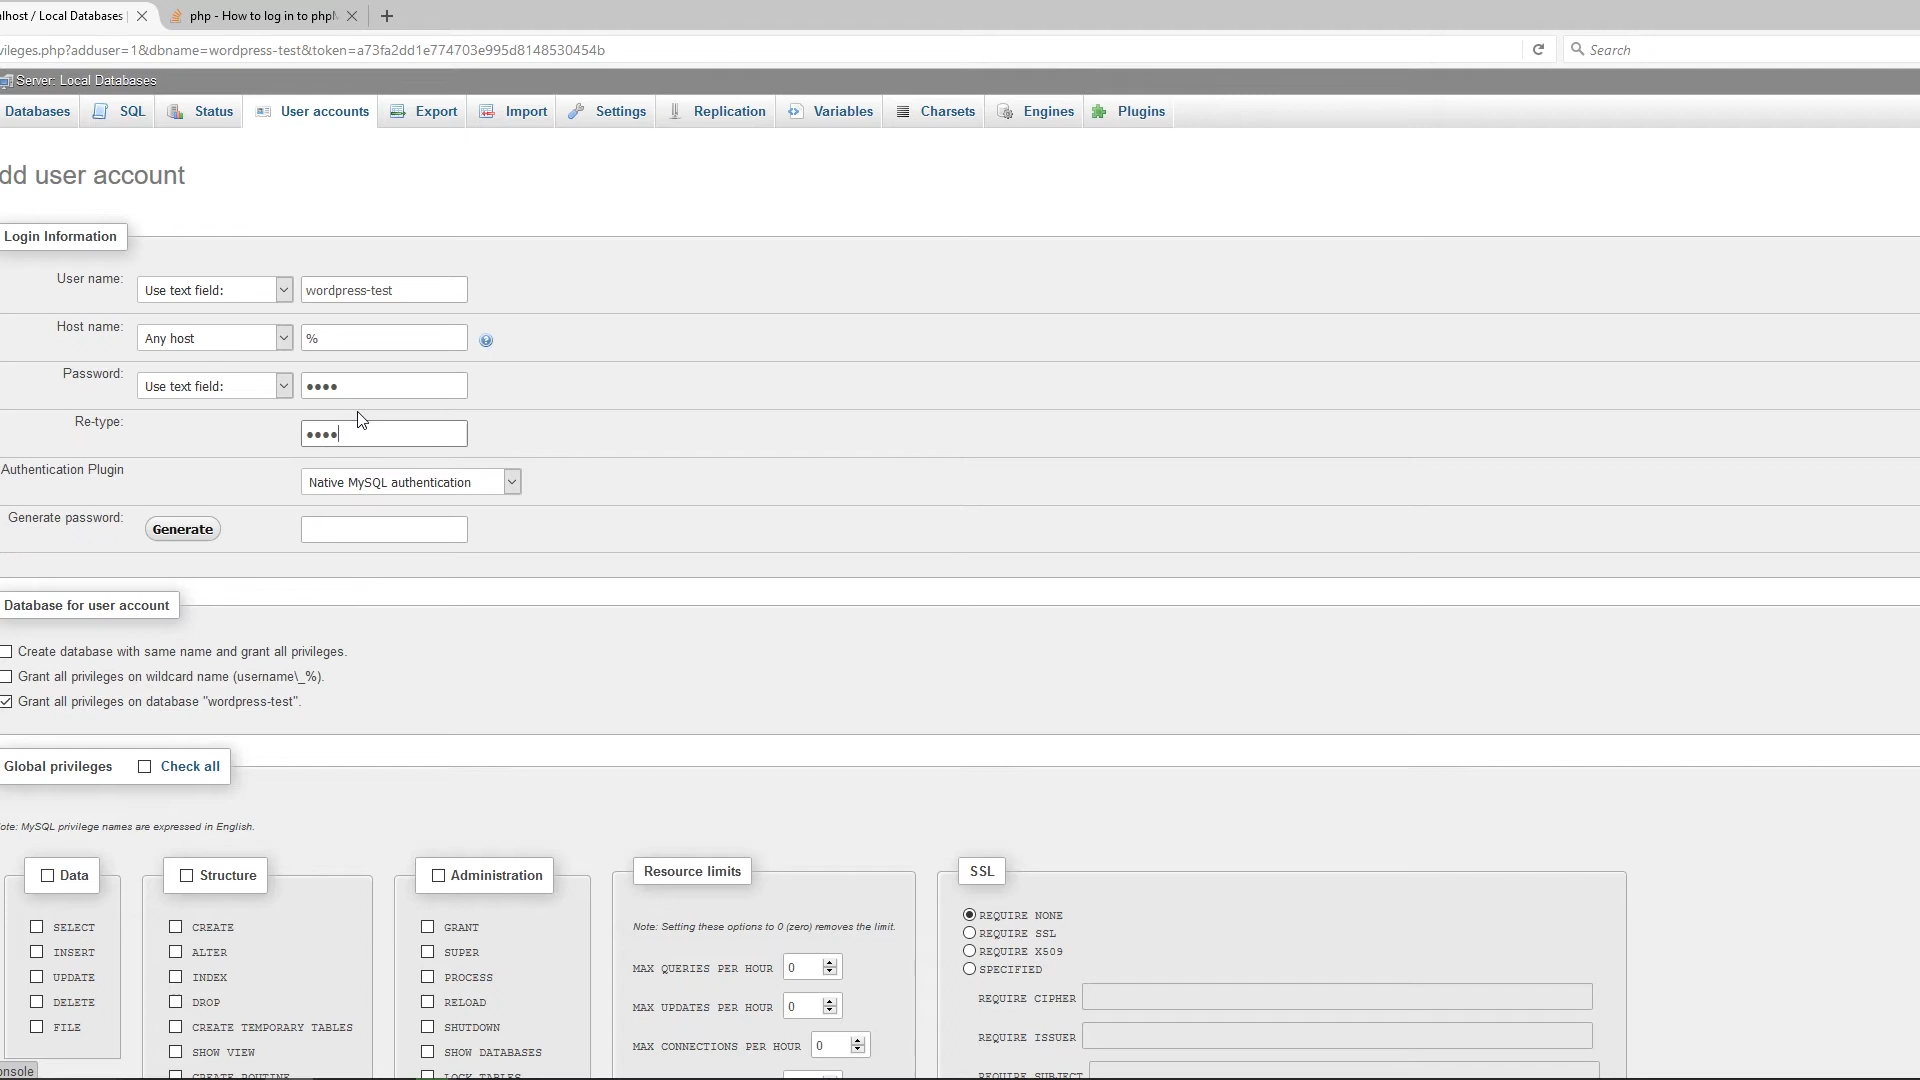 lhost / Local Databases
php - How to log in to phpM
vileges.php?adduser=1&dbname=wordpress-test&token=a73fa2dd1e774703e995d8148530454b
Search
Server: Local Databases
Databases SQL Status User accounts Export Import Settings Replication Variables Charsets Engines Plugins
dd user account
Login Information
User name: Use text field: wordpress-test
Host name: Any host %
Password: Use text field: ••••
Re-type: ••••
Authentication Plugin Native MySQL authentication
Generate password: Generate
Database for user account
Create database with same name and grant all privileges.
Grant all privileges on wildcard name (username\_%).
Grant all privileges on database "wordpress-test".
Global privileges Check all
ote: MySQL privilege names are expressed in English.
Data
SELECT
INSERT
UPDATE
DELETE
FILE
Structure
CREATE
ALTER
INDEX
DROP
CREATE TEMPORARY TABLES
SHOW VIEW
CREATE ROUTINE
Administration
GRANT
SUPER
PROCESS
RELOAD
SHUTDOWN
SHOW DATABASES
LOCK TABLES
Resource limits
Note: Setting these options to 0 (zero) removes the limit.
MAX QUERIES PER HOUR 0
MAX UPDATES PER HOUR 0
MAX CONNECTIONS PER HOUR 0
SSL
REQUIRE NONE
REQUIRE SSL
REQUIRE X509
SPECIFIED
REQUIRE CIPHER
REQUIRE ISSUER
REQUIRE SUBJECT
onsole